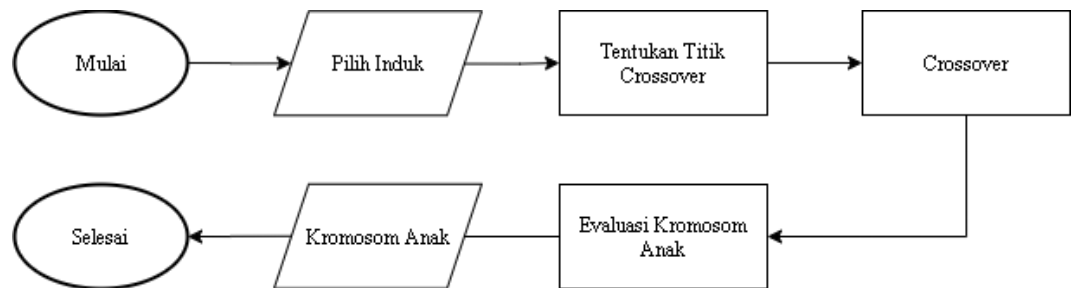 Mulai
Pilih Induk
Tentukan Titik
Crossover
Crossover
Selesai
Kromosom Anak
Evaluasi Kromosom
Anak